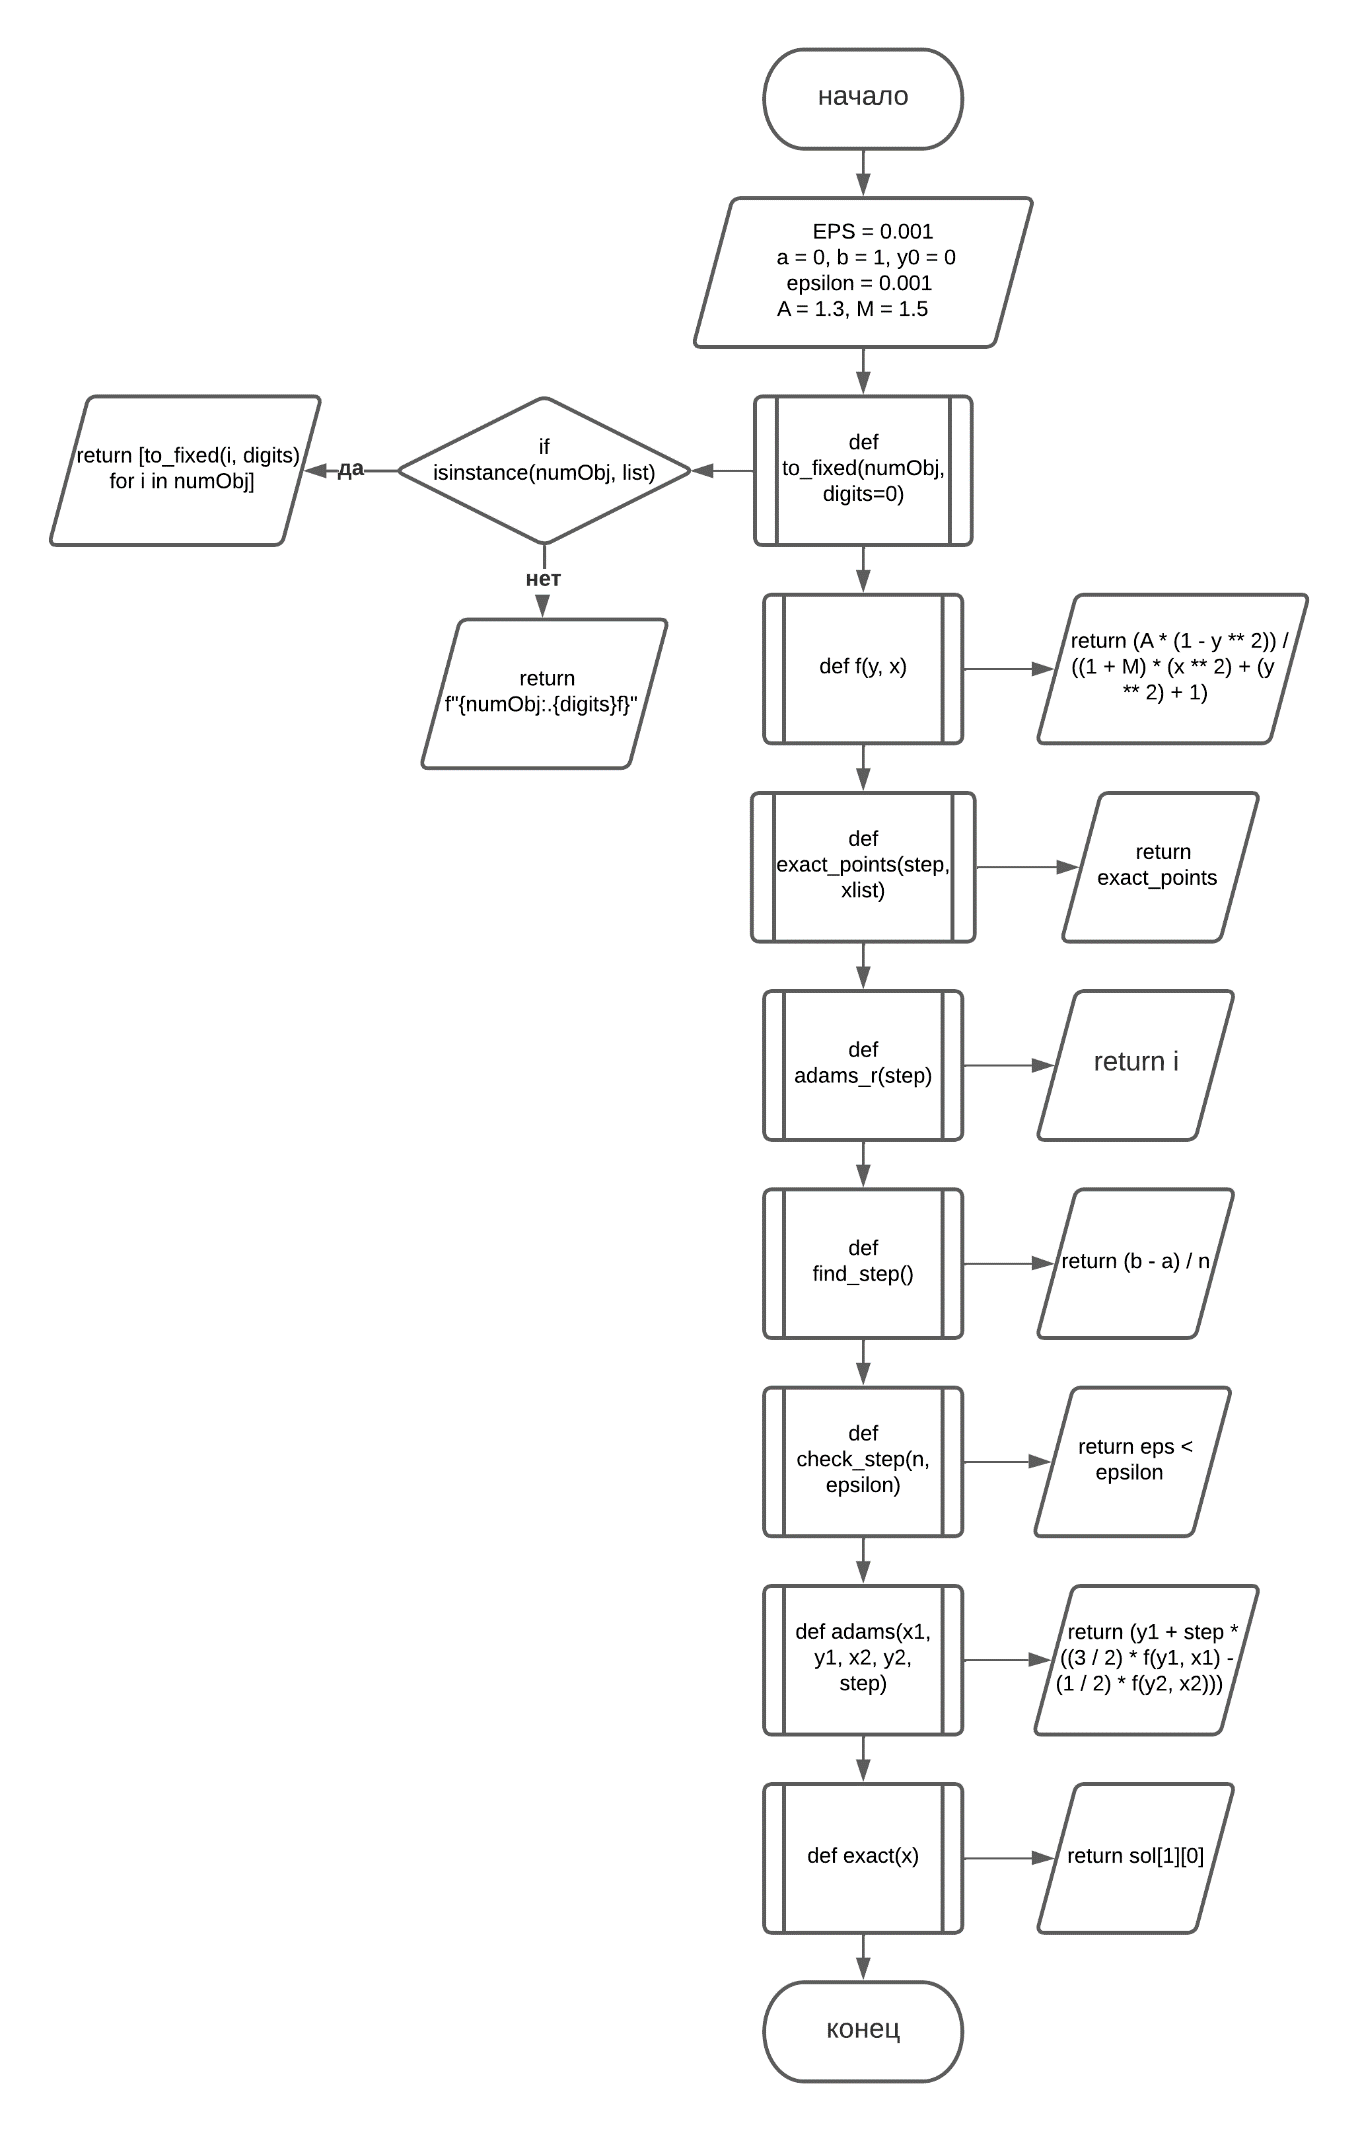 начало
EPS = 0.001
a = 0, b = 1, y0 = 0
epsilon = 0.001
A = 1.3, M = 1.5
def
to_fixed(numObj,
digits=0)
if
isinstance(numObj, list)
да
return [to_fixed(i, digits)
for i in numObj]
нет
return
f"{numObj:.{digits}f}"
def f(y, x)
return (A * (1 - y ** 2)) /
((1 + M) * (x ** 2) + (y
** 2) + 1)
def
exact_points(step,
xlist)
return
exact_points
def
adams_r(step)
return i
def
find_step()
return (b - a) / n
def
check_step(n,
epsilon)
return eps <
epsilon
def adams(x1,
y1, x2, y2,
step)
return (y1 + step *
((3 / 2) * f(y1, x1) -
(1 / 2) * f(y2, x2)))
def exact(x)
return sol[1][0]
конец